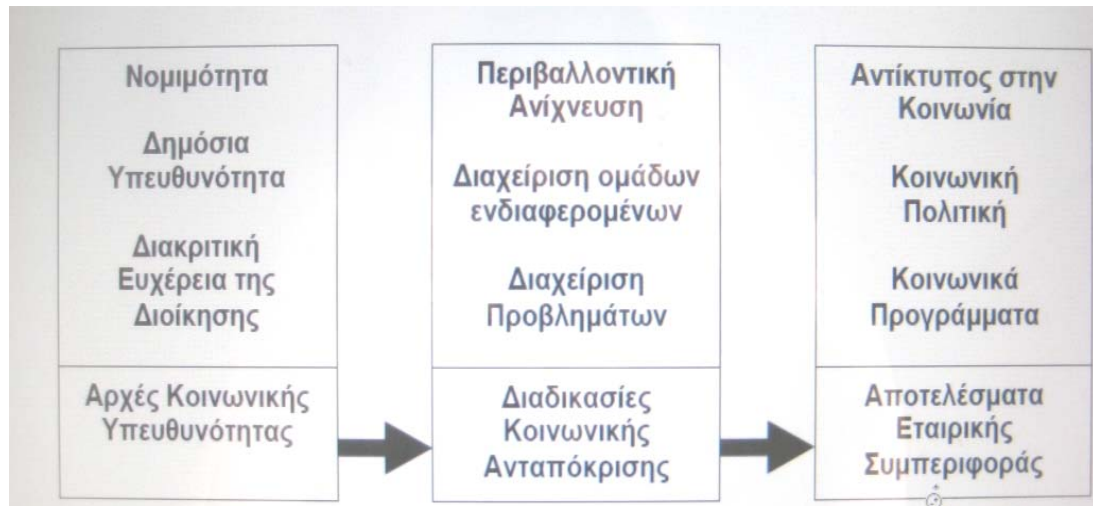 Νομιμότητα
Δημόσια
Υπευθυνότητα
Διακριτική
Ευχέρεια της
Διοίκησης
Αρχές Κοινωνικής
Υπευθυνότητας
Περιβαλλοντική
Ανίχνευση
Διαχείριση ομάδων
ενδιαφερομένων
Διαχείριση
Προβλημάτων
Διαδικασίες
Κοινωνικής
Ανταπόκρισης
Αντίκτυπος στην
Κοινωνία
Κοινωνική
Πολιτική
Κοινωνικά
Προγράμματα
Αποτελέσματα
Εταιρικής
Συμπεριφοράς